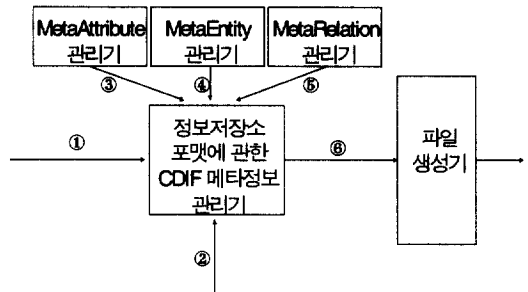 MetaAttribute
관리기
MetaEntity
관리기
MetaRelation
관리기
③
④
⑤
①
정보저장소
포맷에 관한
CDIF 메타정보
관리기
⑥
파일
생성기
②